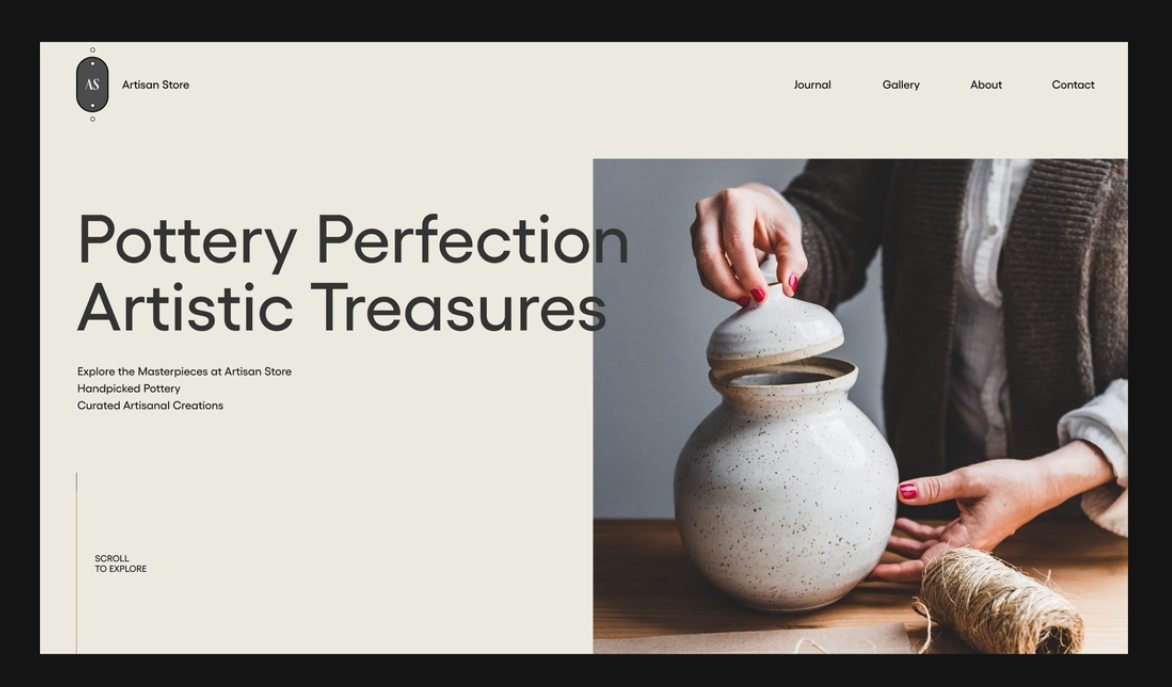 AS
Artisan Store
Journal
Gallery
About
Contact
Pottery Perfection
Artistic Treasures
Explore the Masterpieces at Artisan Store
Handpicked Pottery
Curated Artisanal Creations
SCROLL
TO EXPLORE